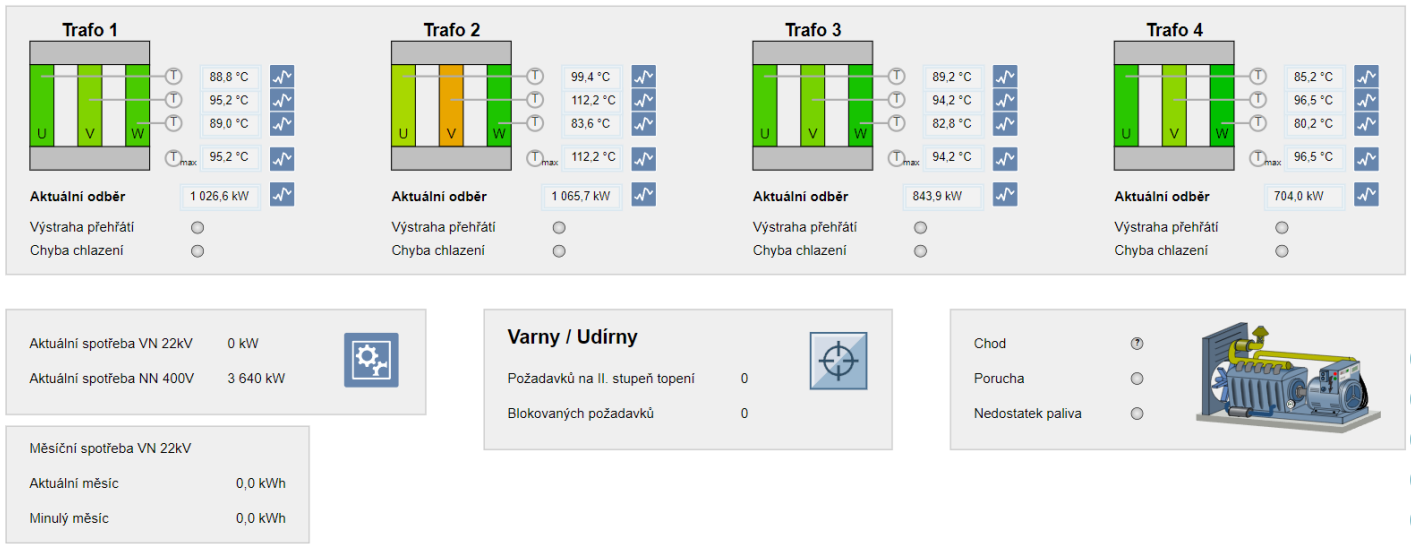 Trafo 1
T 88,8 °C
T 95,2 °C
T 89,0 °C
U V W
Tmax 95,2 °C
Aktuální odběr 1 026,6 kW
Výstraha přehřátí
Chyba chlazení
Trafo 2
T 99,4 °C
T 112,2 °C
T 83,6 °C
U V W
Tmax 112,2 °C
Aktuální odběr 1 065,7 kW
Výstraha přehřátí
Chyba chlazení
Trafo 3
T 89,2 °C
T 94,2 °C
T 82,8 °C
U V W
Tmax 94,2 °C
Aktuální odběr 843,9 kW
Výstraha přehřátí
Chyba chlazení
Trafo 4
T 85,2 °C
T 96,5 °C
T 80,2 °C
U V W
Tmax 96,5 °C
Aktuální odběr 704,0 kW
Výstraha přehřátí
Chyba chlazení
Aktuální spotřeba VN 22kV 0 kW
Aktuální spotřeba NN 400V 3 640 kW
Měsíční spotřeba VN 22kV
Aktuální měsíc 0,0 kWh
Minulý měsíc 0,0 kWh
Varny / Udírny
Požadavků na II. stupeň topení 0
Blokovaných požadavků 0
Chod ?
Porucha
Nedostatek paliva